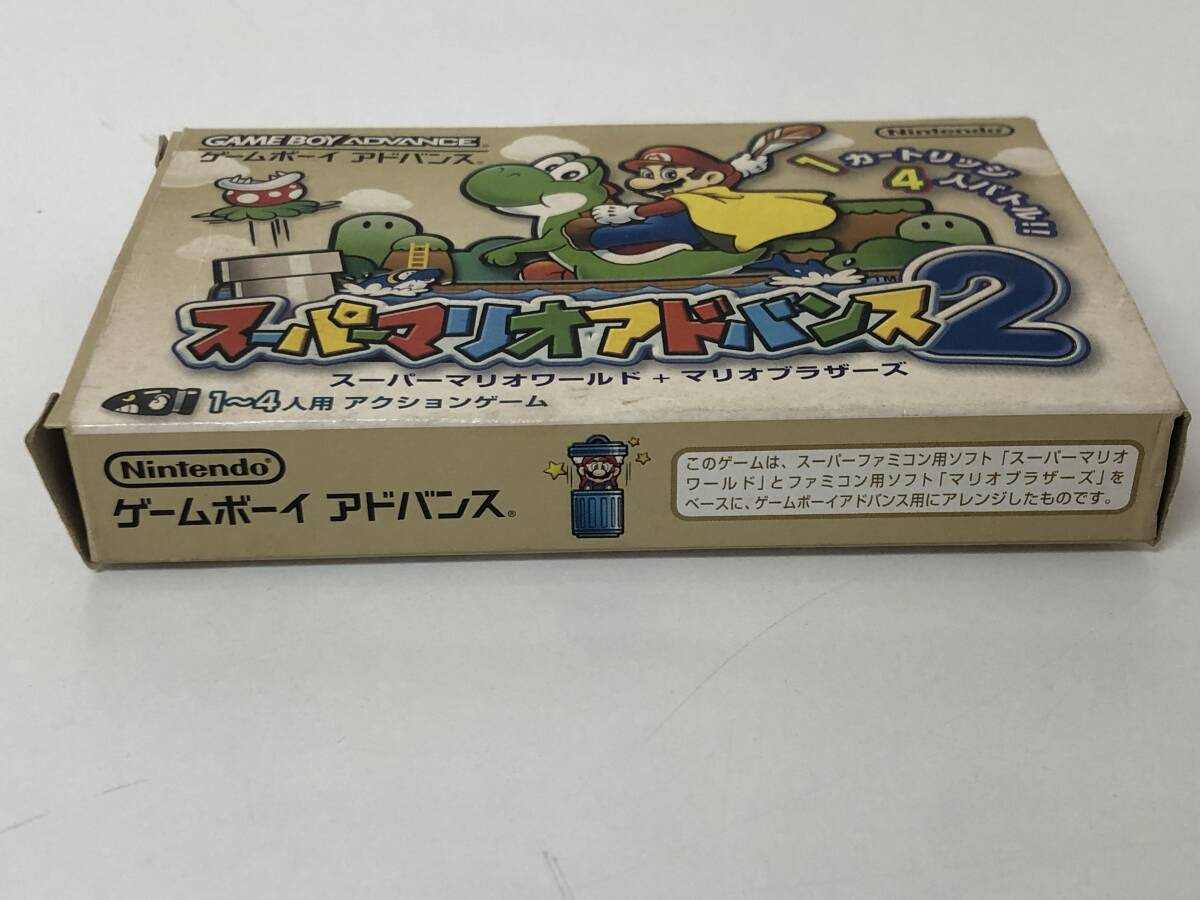 GAME BOY ADVANCE
ゲームボーイ アドバンス®
Nintendo®
1カートリッジ
4人バトル!!
スーパーマリオアドバンス2
TM
スーパーマリオワールド + マリオブラザーズ
1～4人用 アクションゲーム
Nintendo®
ゲームボーイ アドバンス®
このゲームは、スーパーファミコン用ソフト「スーパーマリオ
ワールド」とファミコン用ソフト「マリオブラザーズ」を
ベースに、ゲームボーイアドバンス用にアレンジしたものです。